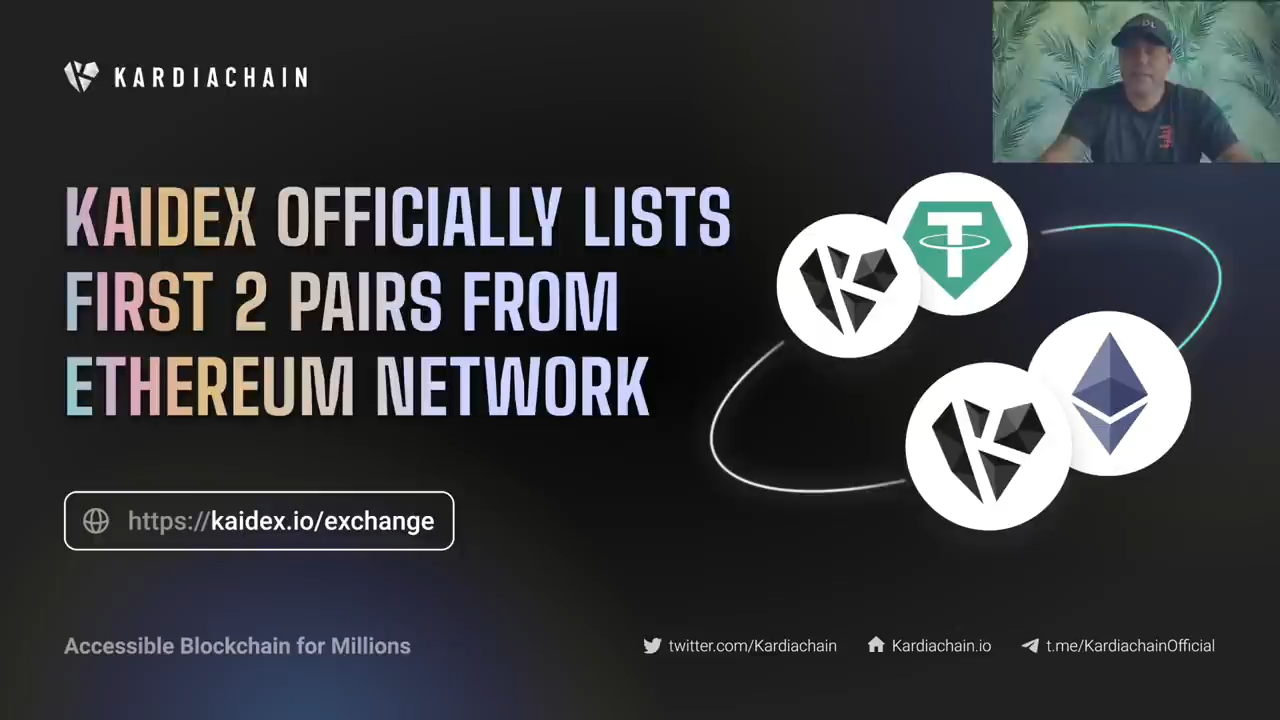 KARDIACHAIN
KAIDEX OFFICIALLY LISTS
FIRST 2 PAIRS FROM
ETHEREUM NETWORK
https://kaidex.io/exchange
Accessible Blockchain for Millions
twitter.com/Kardiachain
Kardiachain.io
t.me/KardiachainOfficial